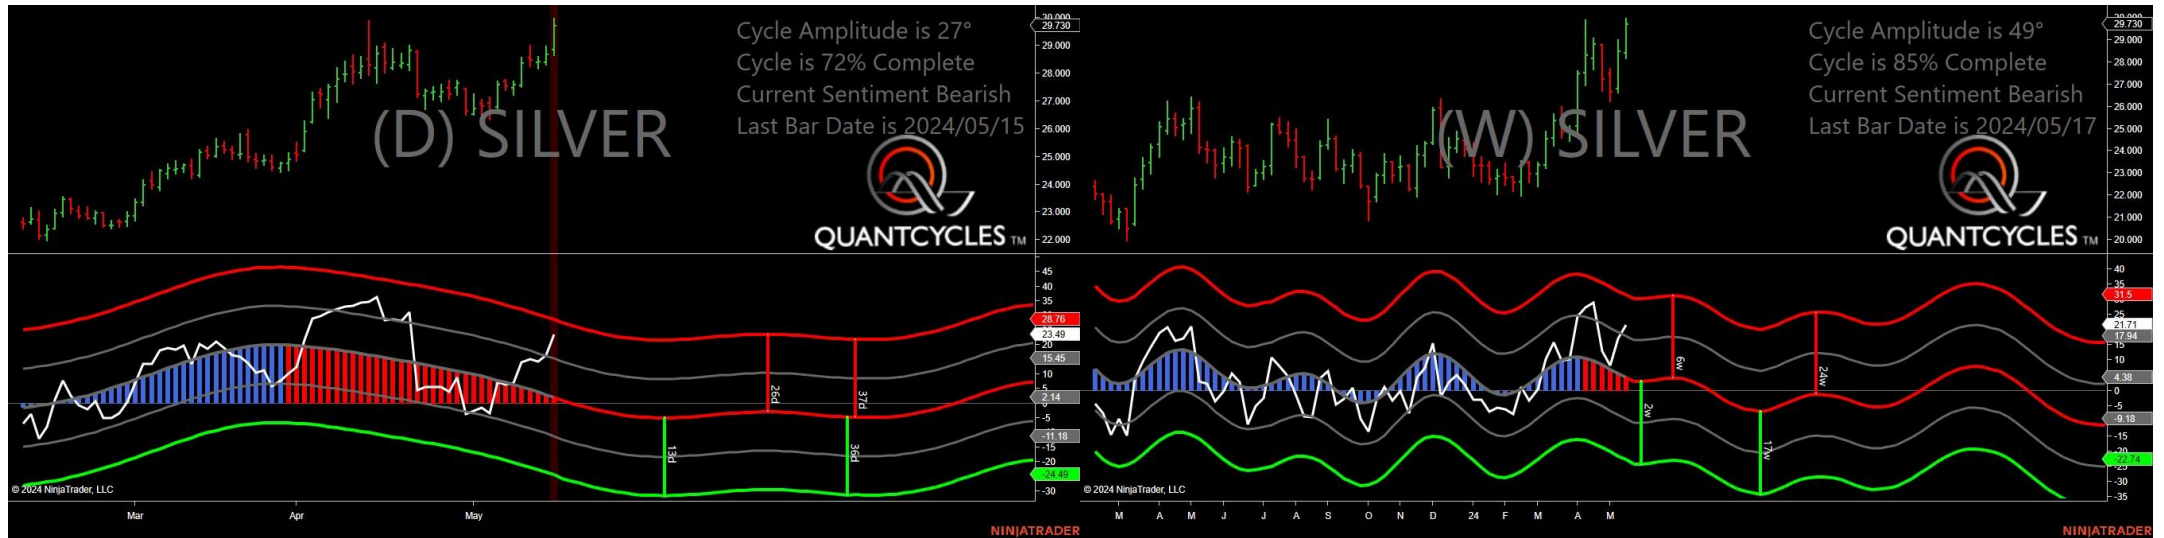 Cycle Amplitude is 27°
Cycle is 72% Complete
Current Sentiment Bearish
Last Bar Date is 2024/05/15
(D) SILVER
QUANTCYCLES TM
30.000
29.730
29.000
28.000
27.000
26.000
25.000
24.000
23.000
22.000
45
40
35
28.76
23.49
20
15.45
10
5
2.14
-5
-11.18
-15
-20
-24.49
-30
13d
26d
36d
37d
© 2024 NinjaTrader, LLC
Mar
Apr
May
NINJATRADER
Cycle Amplitude is 49°
Cycle is 85% Complete
Current Sentiment Bearish
Last Bar Date is 2024/05/17
(W) SILVER
QUANTCYCLES TM
29.730
29.000
28.000
27.000
26.000
25.000
24.000
23.000
22.000
21.000
20.000
40
35
31.5
25
21.71
17.94
15
10
4.38
0
-5
-9.18
-15
-22.74
-25
-30
-35
2w
6w
17w
24w
© 2024 NinjaTrader, LLC
M A M J J A S O N D 24 F M A M
NINJATRADER